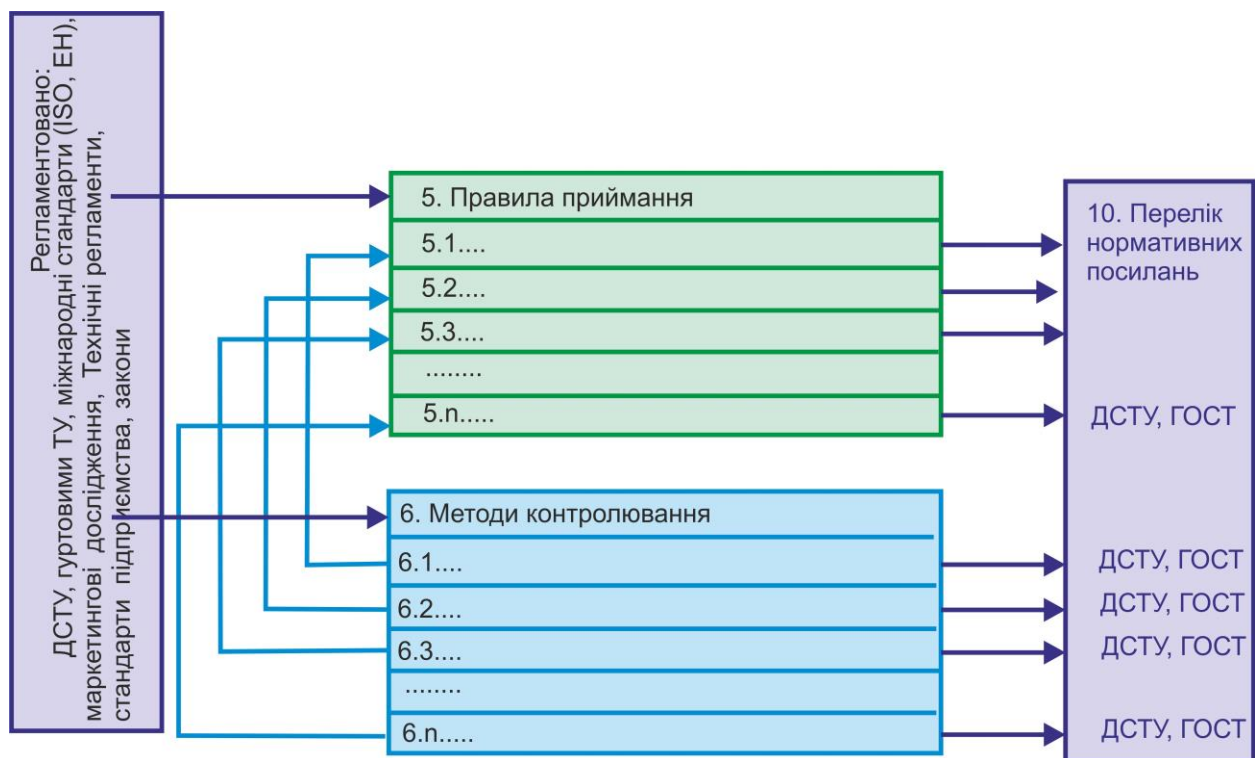 Регламентовано:
ДСТУ, гуртовими ТУ, міжнародні стандарти (ISO, ЕН),
маркетингові дослідження, Технічні регламенти,
стандарти підприємства, закони
5. Правила приймання
5.1....
5.2....
5.3....
........
5.n.....
6. Методи контролювання
6.1....
6.2....
6.3....
........
6.n.....
10. Перелік
нормативних
посилань
ДСТУ, ГОСТ
ДСТУ, ГОСТ
ДСТУ, ГОСТ
ДСТУ, ГОСТ
ДСТУ, ГОСТ